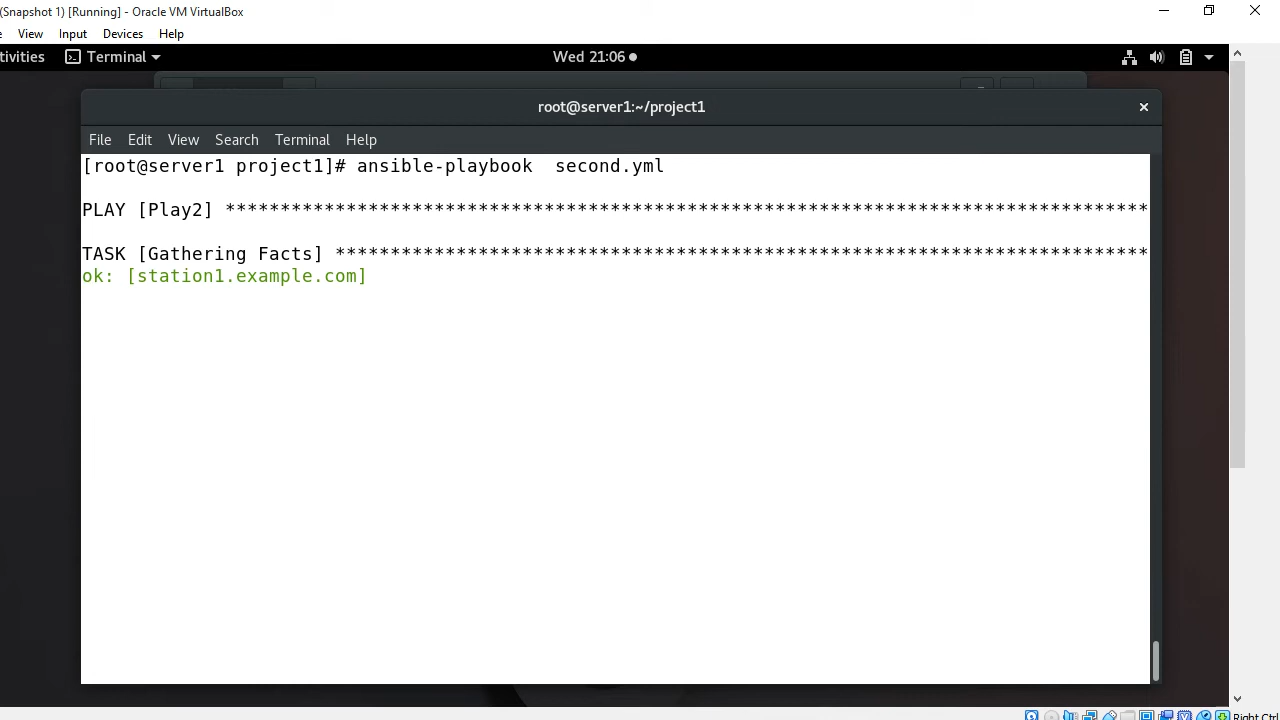 (Snapshot 1) [Running] - Oracle VM VirtualBox
View Input Devices Help
tivities Terminal Wed 21:06
root@server1:~/project1
File Edit View Search Terminal Help
[root@server1 project1]# ansible-playbook  second.yml
PLAY [Play2] ************************************************************************************
TASK [Gathering Facts] **************************************************************************
ok: [station1.example.com]
Right Ctrl